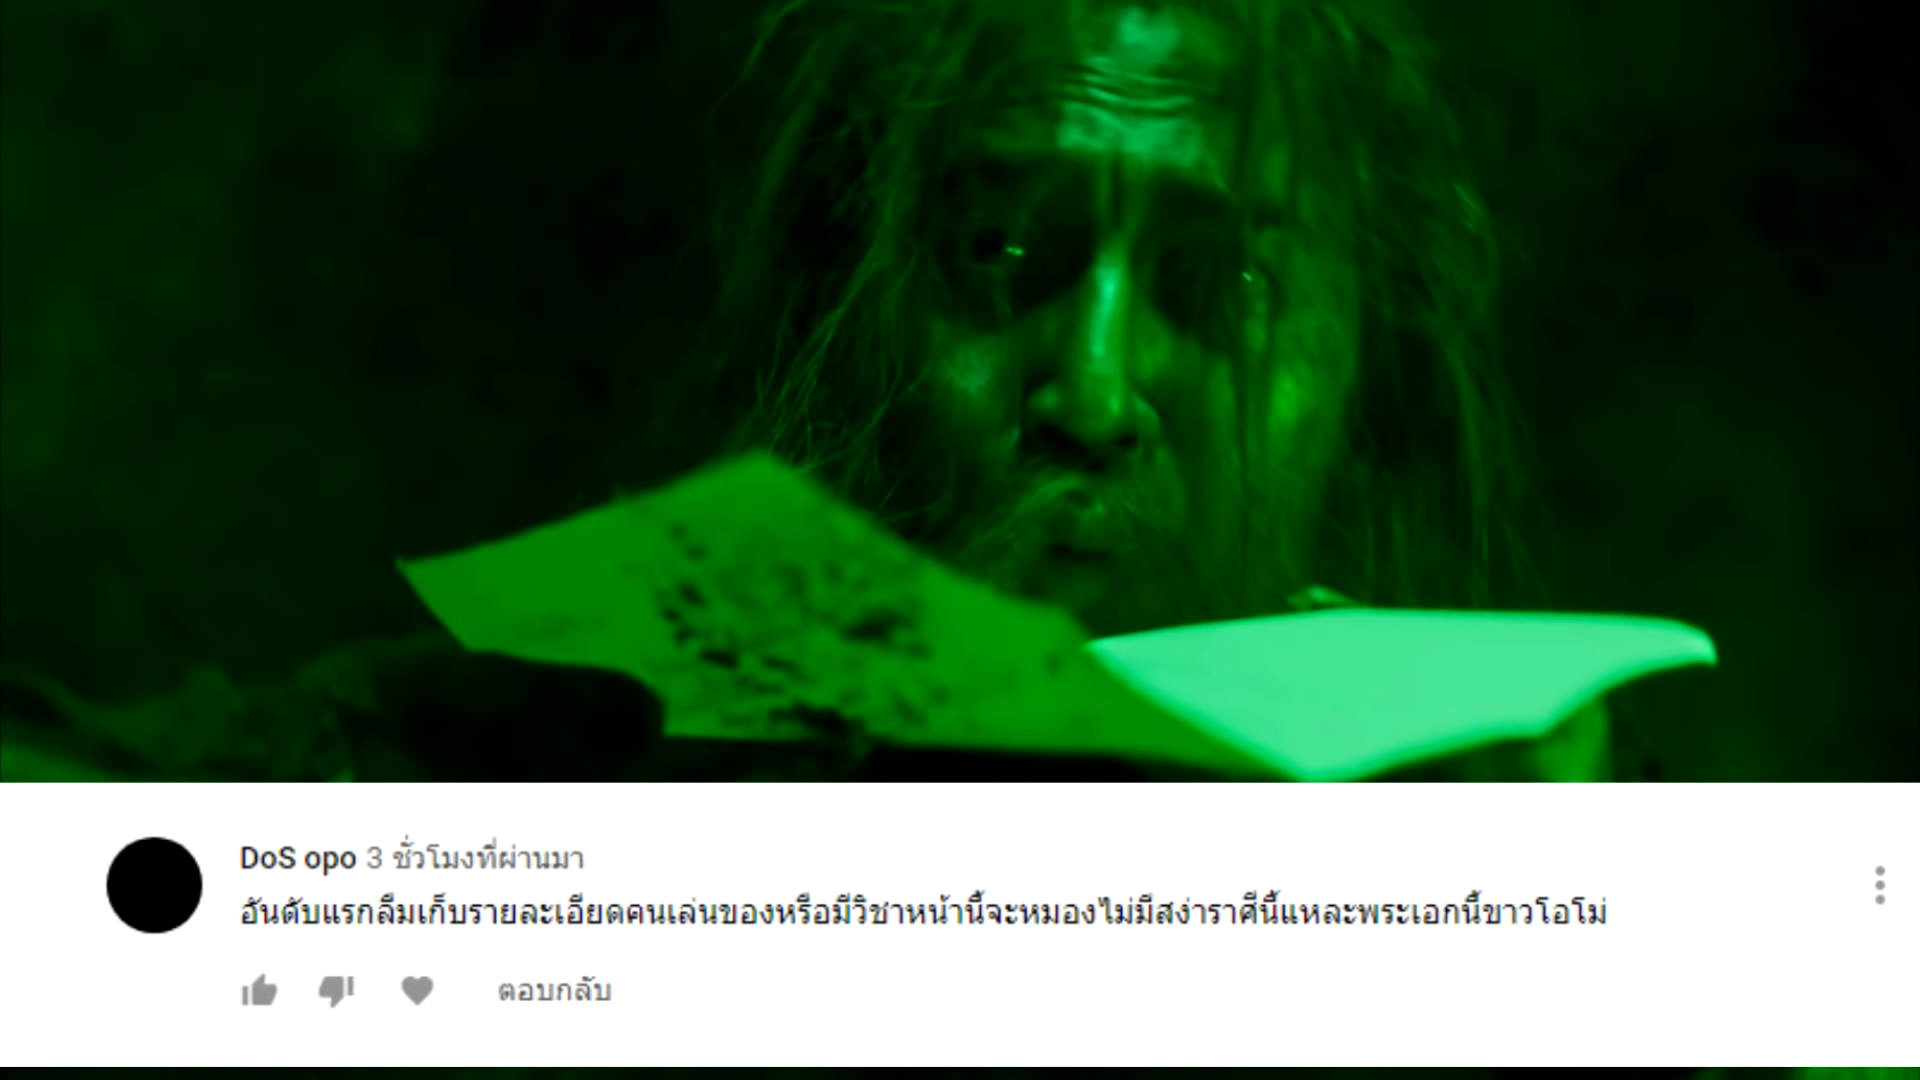 DoS opo 3 ชั่วโมงที่ผ่านมา
อันดับแรกลืมเก็บรายละเอียดคนเล่นของหรือมีวิชาหน้านี้จะหมองไม่มีสง่าราศีนี้แหละพระเอกนี้ขาวโอโม่
ตอบกลับ